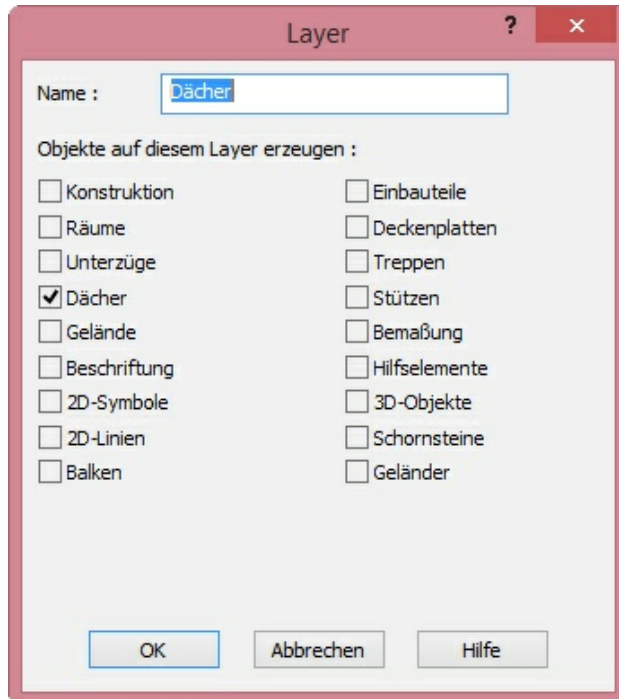 Layer
?
×
Name :
Dächer
Objekte auf diesem Layer erzeugen :
Konstruktion
Einbauteile
Räume
Deckenplatten
Unterzüge
Treppen
Dächer
Stützen
Gelände
Bemaßung
Beschriftung
Hilfselemente
2D-Symbole
3D-Objekte
2D-Linien
Schornsteine
Balken
Geländer
OK
Abbrechen
Hilfe